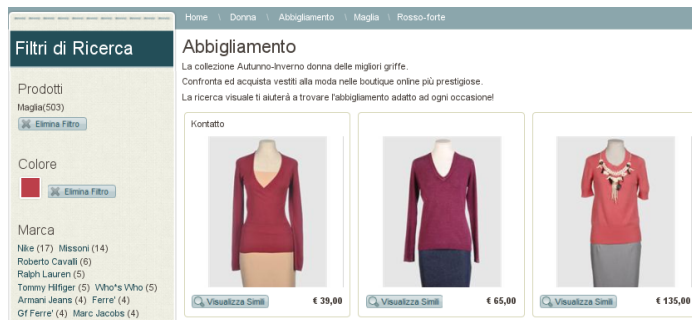 Home \ Donna \ Abbigliamento \ Maglia \ Rosso-forte
Filtri di Ricerca
Prodotti
Maglia(503)
Elimina Filtro
Colore
Elimina Filtro
Marca
Nike (17) Missoni (14)
Roberto Cavalli (6)
Ralph Lauren (5)
Tommy Hilfiger (5) Who*s Who (5)
Armani Jeans (4) Ferre' (4)
Gf Ferre' (4) Marc Jacobs (4)
Abbigliamento
La collezione Autunno-Inverno donna delle migliori griffe.
Confronta ed acquista vestiti alla moda nelle boutique online più prestigiose.
La ricerca visuale ti aiuterà a trovare l'abbigliamento adatto ad ogni occasione!
Kontatto
Visualizza Simili € 39,00
Visualizza Simili € 65,00
Visualizza Simili € 135,00